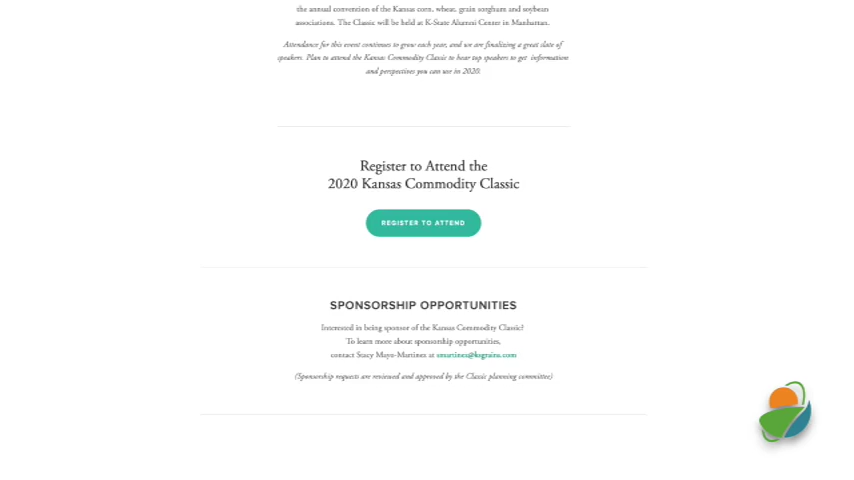 the annual convention of the Kansas corn, wheat, grain sorghum and soybean
associations. The Classic will be held at K-State Alumni Center in Manhattan.
Attendance for this event continues to grow each year, and we are finalizing a great slate of
speakers. Plan to attend the Kansas Commodity Classic to hear top speakers to get information
and perspectives you can use in 2020.
Register to Attend the
2020 Kansas Commodity Classic
REGISTER TO ATTEND
SPONSORSHIP OPPORTUNITIES
Interested in being sponsor of the Kansas Commodity Classic?
To learn more about sponsorship opportunities,
contact Stacy Mayo-Martinez at smartinez@ksgrains.com
(Sponsorship requests are reviewed and approved by the Classic planning committee)